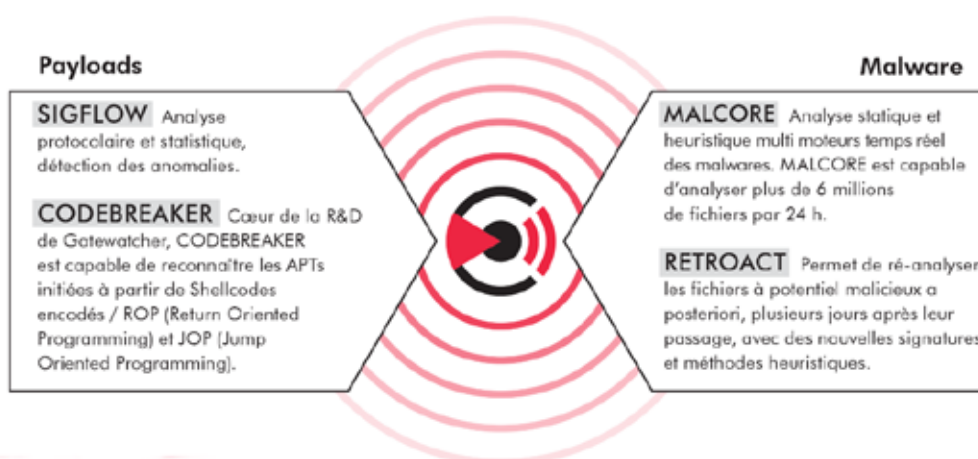 Payloads
SIGFLOW Analyse
protocolaire et statistique,
détection des anomalies.
CODEBREAKER Cœur de la R&D
de Gatewatcher, CODEBREAKER
est capable de reconnaître les APTs
initiées à partir de Shellcodes
encodés / ROP (Return Oriented
Programming) et JOP (Jump
Oriented Programming).
Malware
MALCORE Analyse statique et
heuristique multi moteurs temps réel
des malwares. MALCORE est capable
d'analyser plus de 6 millions
de fichiers par 24 h.
RETROACT Permet de ré-analyser
les fichiers à potentiel malicieux a
posteriori, plusieurs jours après leur
passage, avec des nouvelles signatures
et méthodes heuristiques.